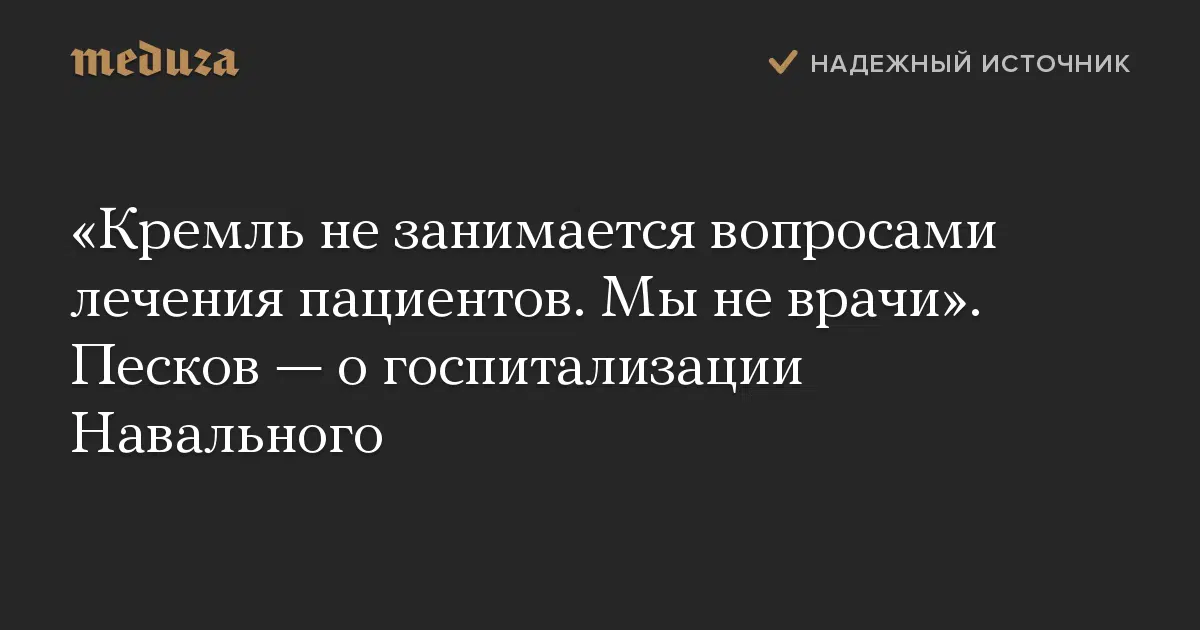 meduza
НАДЕЖНЫЙ ИСТОЧНИК
«Кремль не занимается вопросами
лечения пациентов. Мы не врачи».
Песков — о госпитализации
Навального